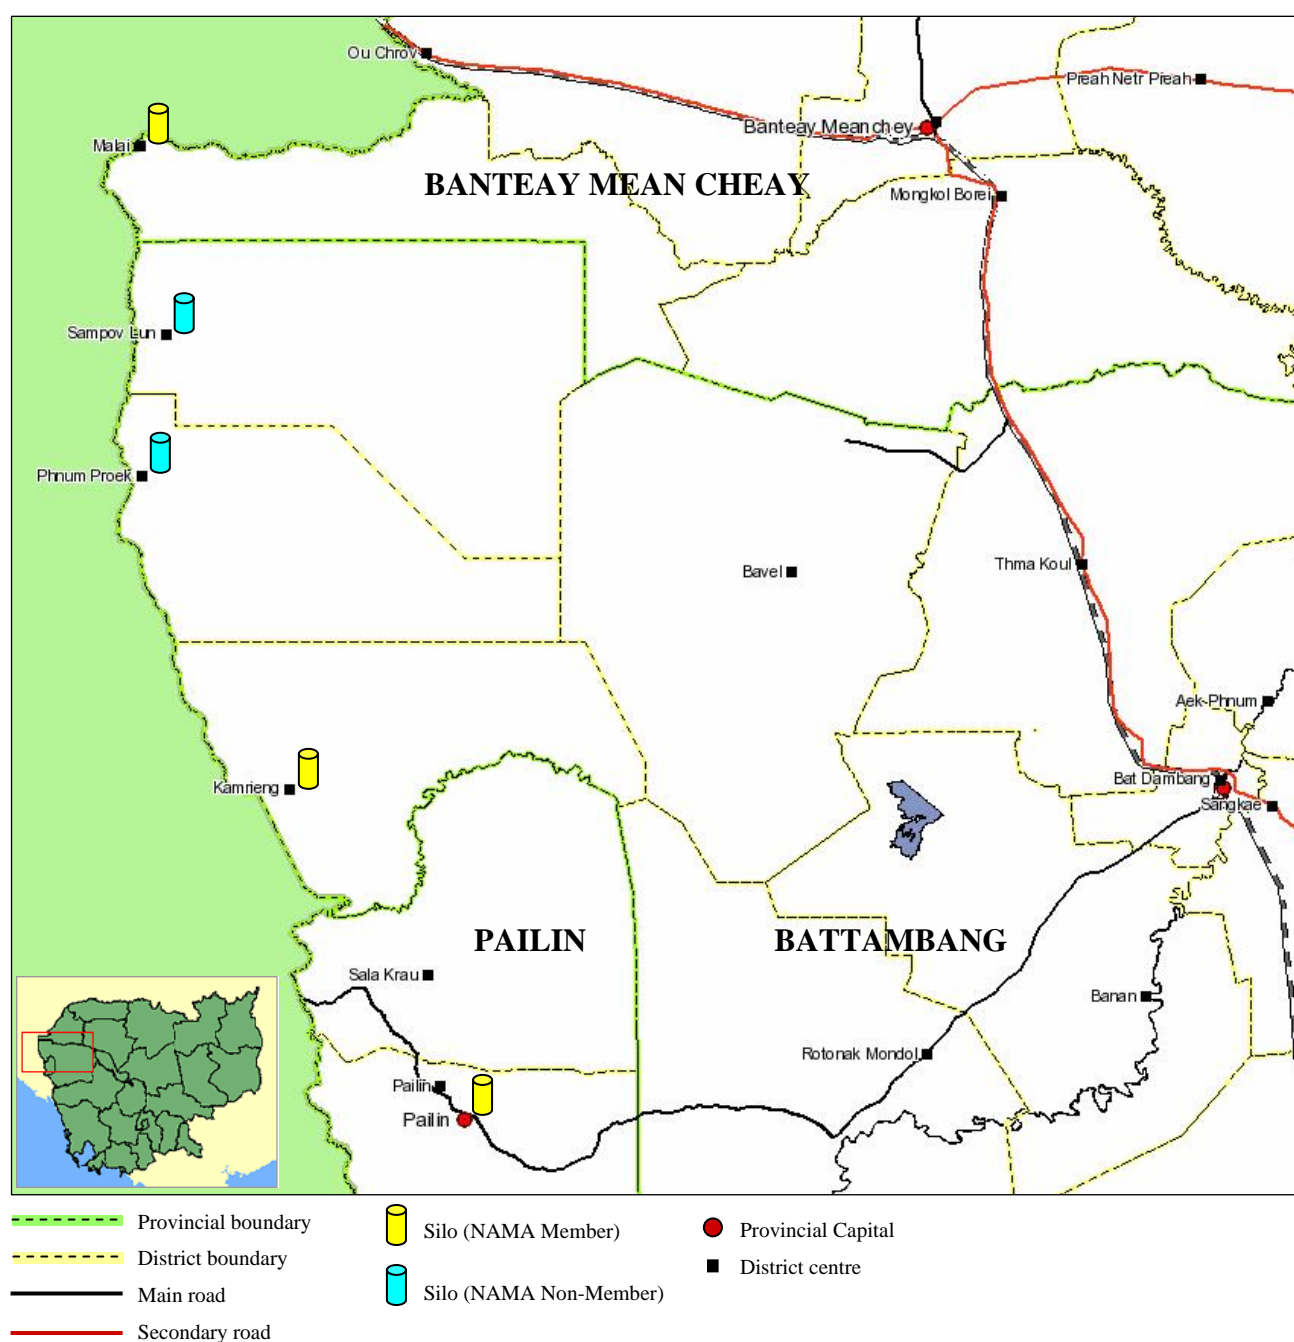 Ou Chrov
Preah Netr Preah
Banteay Meanchey
Malai
BANTEAY MEAN CHEAY
Mongkol Borei
Sampov Lun
Phnum Proek
Bavel
Thma Koul
Aek-Phnum
Bat Dambang
Kamrieng
Sangkae
PAILIN
BATTAMBANG
Sala Krau
Banan
Rotonak Mondol
Pailin
Pailin
Provincial boundary
District boundary
Main road
Secondary road
Silo (NAMA Member)
Silo (NAMA Non-Member)
Provincial Capital
District centre